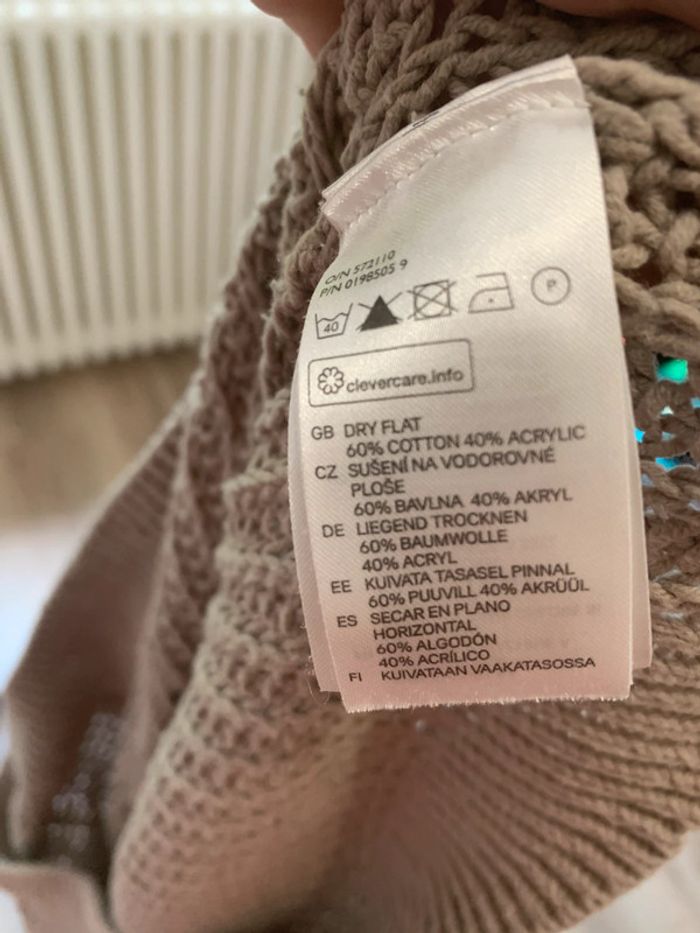 O/N 572110
P/N 0198505 9
40
P
clevercare.info
GB DRY FLAT
60% COTTON 40% ACRYLIC
CZ SUŠENÍ NA VODOROVNÉ
PLOŠE
60% BAVLNA 40% AKRYL
DE LIEGEND TROCKNEN
60% BAUMWOLLE
40% ACRYL
EE KUIVATA TASASEL PINNAL
60% PUUVILL 40% AKRÜÜL
ES SECAR EN PLANO
HORIZONTAL
60% ALGODÓN
40% ACRÍLICO
FI KUIVATAAN VAAKATASOSSA